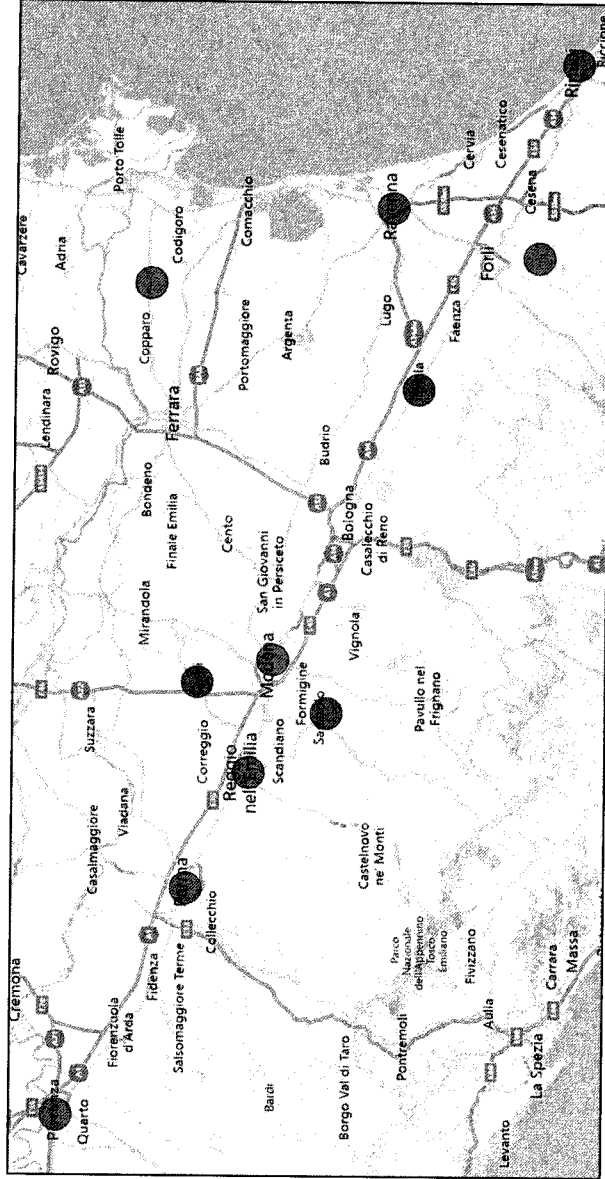 Cremona
Quarto
Fiorenzuola
d'Arda
Fidenza
Salsomaggiore Terme
Collecchio
Casalmaggiore
Viadana
Suzzara
Correggio
Reggio
Scandiano
Formigine
Mirandola
Finale Emilia
Bondeno
Cento
San Giovanni
in Persiceto
Lendinara
Rovigo
Cavarzere
Adria
Porto Tolle
Copparo
Codigoro
Ferrara
Comacchio
Portomaggiore
Argenta
Budrio
Bologna
Casalecchio
di Reno
Vignola
Pavullo nel
Frignano
Lugo
Faenza
Forlì
Cervia
Cesenatico
Cesena
Riccione
Bardi
Borgo Val di Taro
Castelnovo
ne' Monti
Parco
Nazionale
dell'Appennino
Tosco
Emiliano
Pontremoli
Fivizzano
Aulla
Levanto
La Spezia
Carrara
Massa